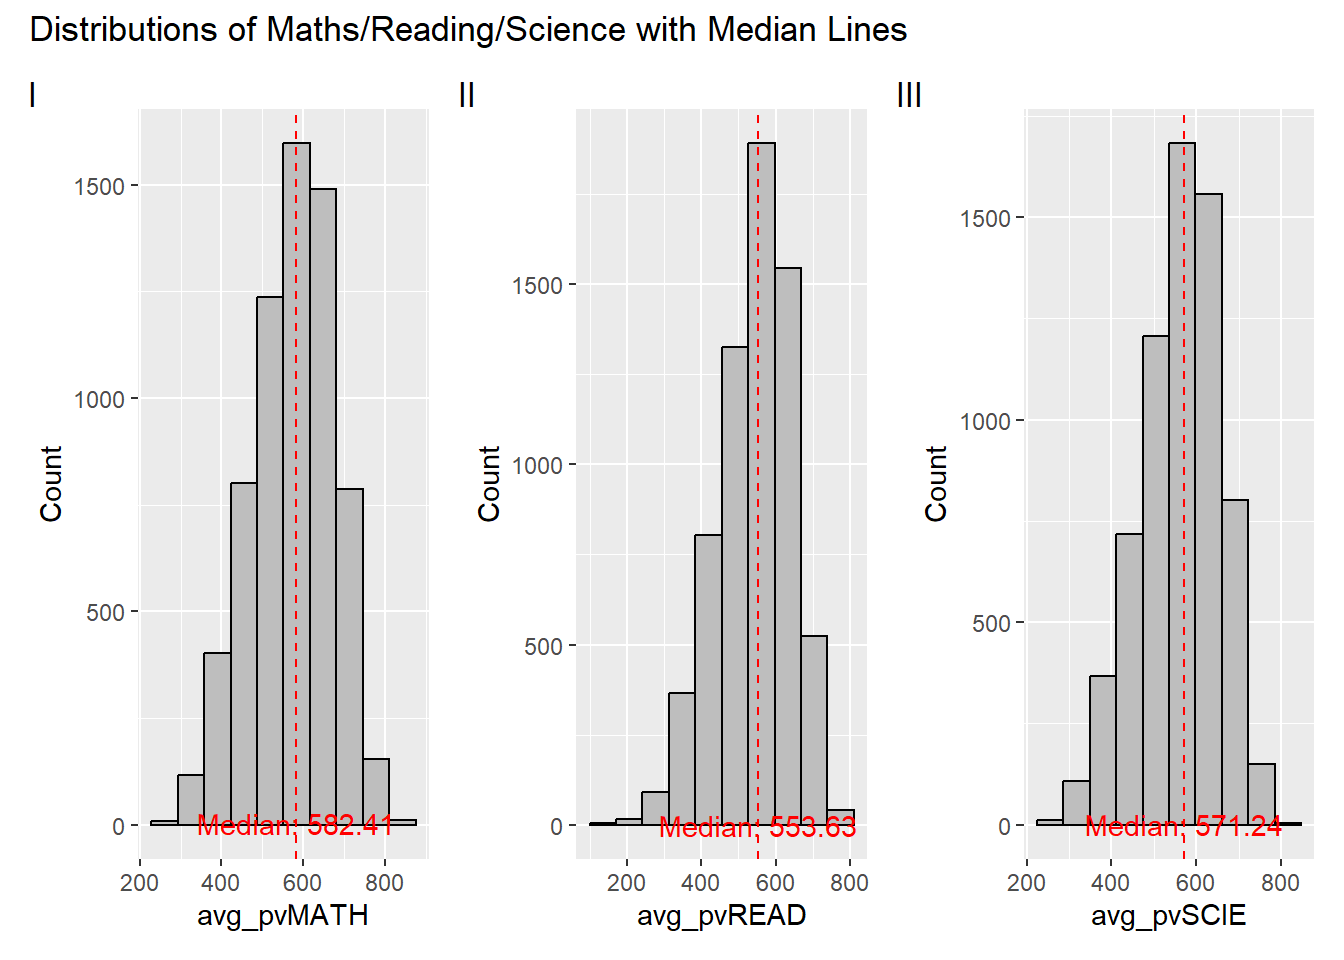 Distributions of Maths/Reading/Science with Median Lines
I
1500
1000
500
0
Count
Median: 582.41
200 400 600 800
avg_pvMATH
II
1500
1000
500
0
Count
Median: 553.63
200 400 600 800
avg_pvREAD
III
1500
1000
500
0
Count
Median: 571.24
200 400 600 800
avg_pvSCIE